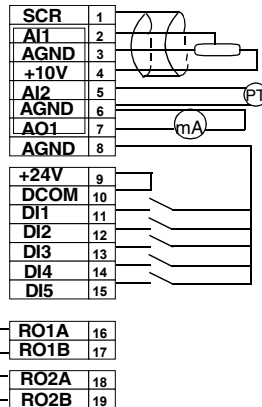 SCR 1
AI1 2
AGND 3
+10V 4
AI2 5
AGND 6
AO1 7
AGND 8
PT
mA
+24V 9
DCOM 10
DI1 11
DI2 12
DI3 13
DI4 14
DI5 15
RO1A 16
RO1B 17
RO2A 18
RO2B 19